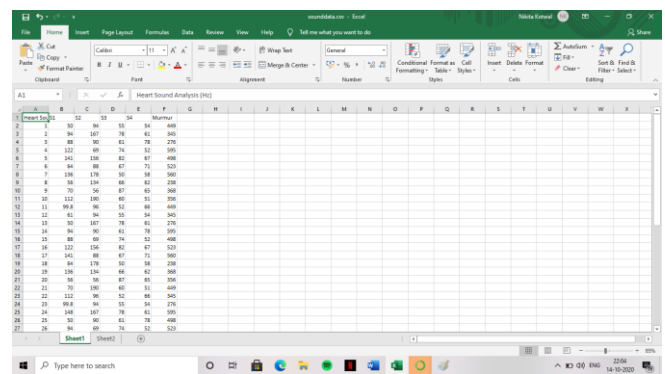 sounddata.csv - Excel
Nikita Katwal
File Home Insert Page Layout Formulas Data Review View Help Tell me what you want to do Share
Cut
Copy
Format Painter
Paste
Calibri 11
B I U
Wrap Text
Merge & Center
General
Conditional Formatting
Format as Table
Cell Styles
Insert Delete Format
AutoSum
Fill
Clear
Sort & Filter
Find & Select
Clipboard Font Alignment Number Styles Cells Editing
A1 Heart Sound Analysis (Hz)
A B C D E F G H I J K L M N O P Q R S T U V W X
1 Heart Sou S1 S2 S3 S4 Murmur
2 1 50 94 55 54 449
3 2 94 167 78 61 345
4 3 88 90 61 78 276
5 4 122 69 74 52 595
6 5 141 156 82 67 498
7 6 64 88 67 71 523
8 7 136 178 50 58 560
9 8 56 134 66 62 238
10 9 70 56 87 65 368
11 10 112 190 60 51 356
12 11 99.8 96 52 66 449
13 12 61 94 55 54 345
14 13 50 167 78 61 276
15 14 94 90 61 78 595
16 15 88 69 74 52 498
17 16 122 156 82 67 523
18 17 141 88 67 71 560
19 18 64 178 50 58 238
20 19 136 134 66 62 368
21 20 56 56 87 65 356
22 21 70 190 60 51 449
23 22 112 96 52 66 345
24 23 99.8 94 55 54 276
25 24 148 167 78 61 595
26 25 50 90 61 78 498
27 26 94 69 74 52 523
Sheet1 Sheet2
Type here to search
ENG
22:04
14-10-2020